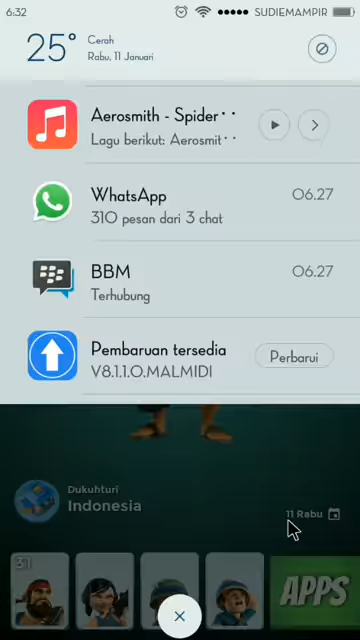 6:32
SUDIEMAMPIR
25°
Cerah
Rabu, 11 Januari
Aerosmith - Spider··
Lagu berikut: Aerosmit··
WhatsApp
06.27
310 pesan dari 3 chat
BBM
06.27
Terhubung
Pembaruan tersedia
V8.1.1.0.MALMIDI
Perbarui
Dukuhturi
Indonesia
11 Rabu
31
APPS